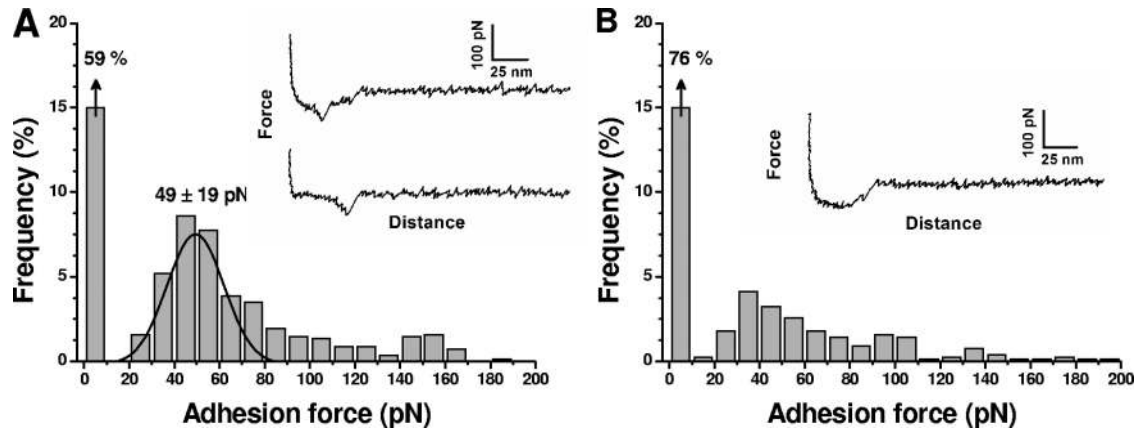 A
20
15
10
5
0
Frequency (%)
59 %
49 ± 19 pN
Force
Distance
100 pN
25 nm
0 20 40 60 80 100 120 140 160 180 200
Adhesion force (pN)
B
20
15
10
5
0
Frequency (%)
76 %
Force
Distance
100 pN
25 nm
0 20 40 60 80 100 120 140 160 180 200
Adhesion force (pN)